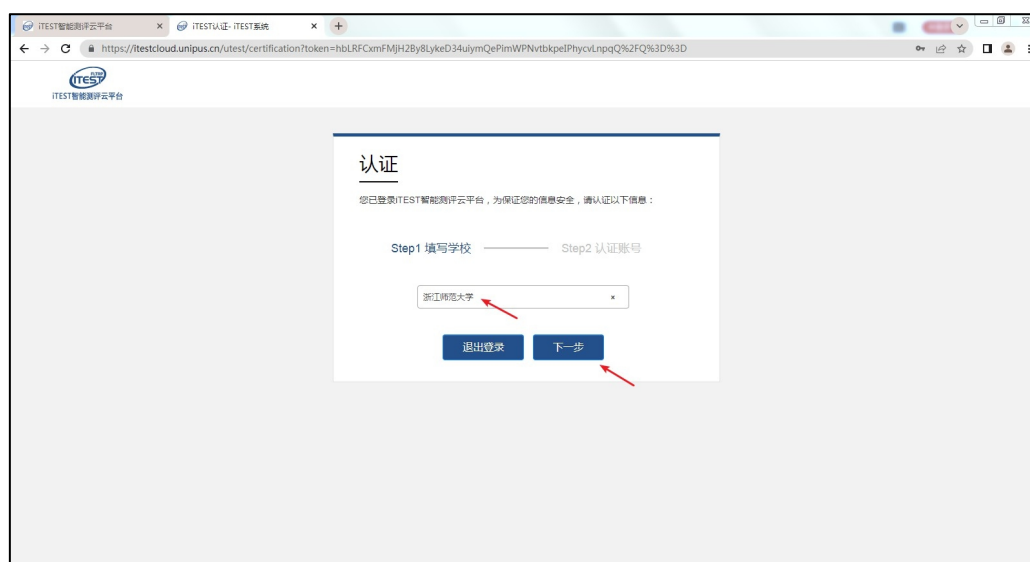 iTEST智能测评云平台
iTEST认证- iTEST系统
https://itestcloud.unipus.cn/utest/certification?token=hbLRFCxmFMjH2By8LykeD34uiymQePimWPNvtbkpeIPhycvLnpqQ%2FQ%3D%3D
iTEST
iTEST智能测评云平台
认证
您已登录iTEST智能测评云平台，为保证您的信息安全，请认证以下信息：
Step1 填写学校
Step2 认证账号
浙江师范大学
退出登录
下一步